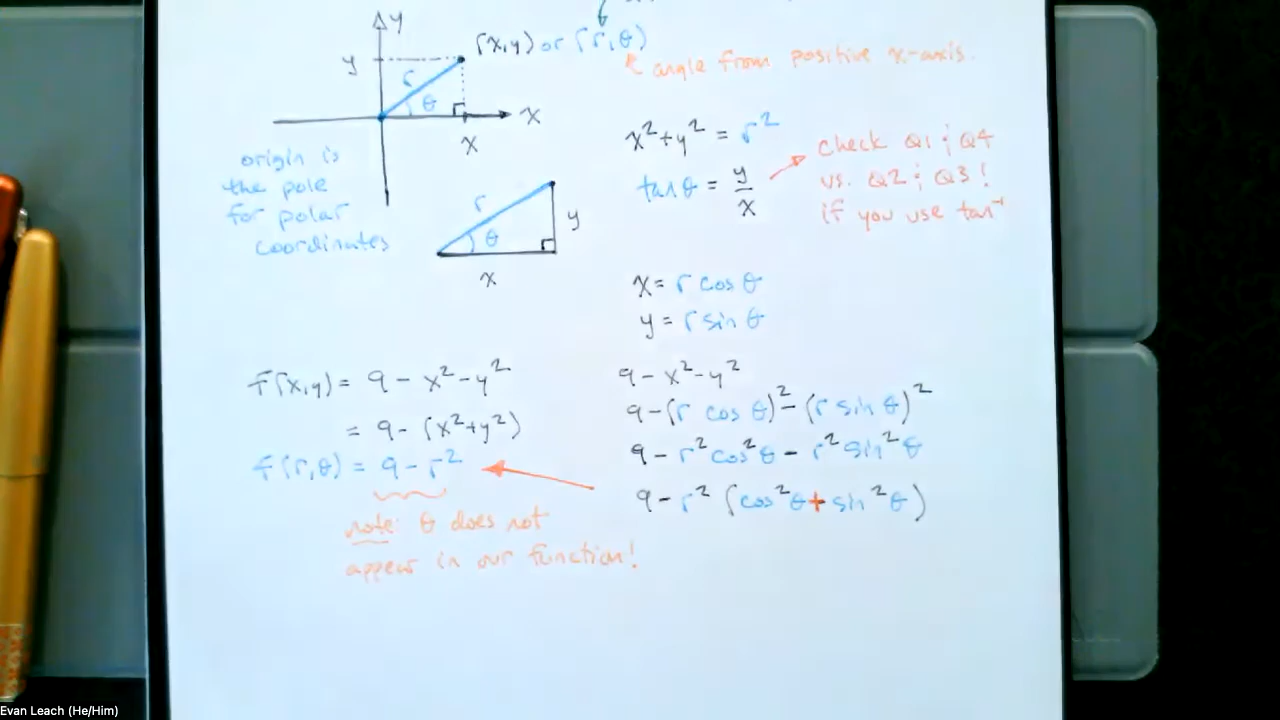 y
(x,y) or (r,θ)
y
r
θ
x
x
↖ angle from positive x-axis.
origin is
the pole
for polar
coordinates
r
θ
y
x
x² + y² = r²
tan θ = y/x
check Q1 & Q4
vs. Q2 & Q3!
if you use tan⁻¹
x = r cos θ
y = r sin θ
f(x,y) = 9 - x² - y²
= 9 - (x² + y²)
f(r,θ) = 9 - r²
note: θ does not
appear in our function!
9 - x² - y²
9 - (r cos θ)² - (r sin θ)²
9 - r² cos² θ - r² sin² θ
9 - r² (cos² θ + sin² θ)
Evan Leach (He/Him)